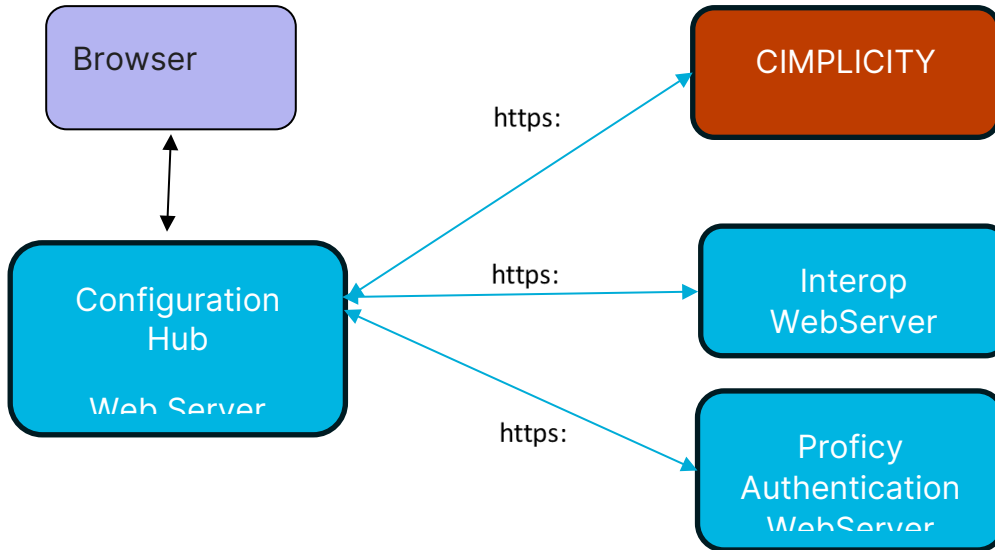 Browser
CIMPLICITY
https:
Configuration
Hub
Web Server
https:
Interop
WebServer
https:
Proficy
Authentication
WebServer